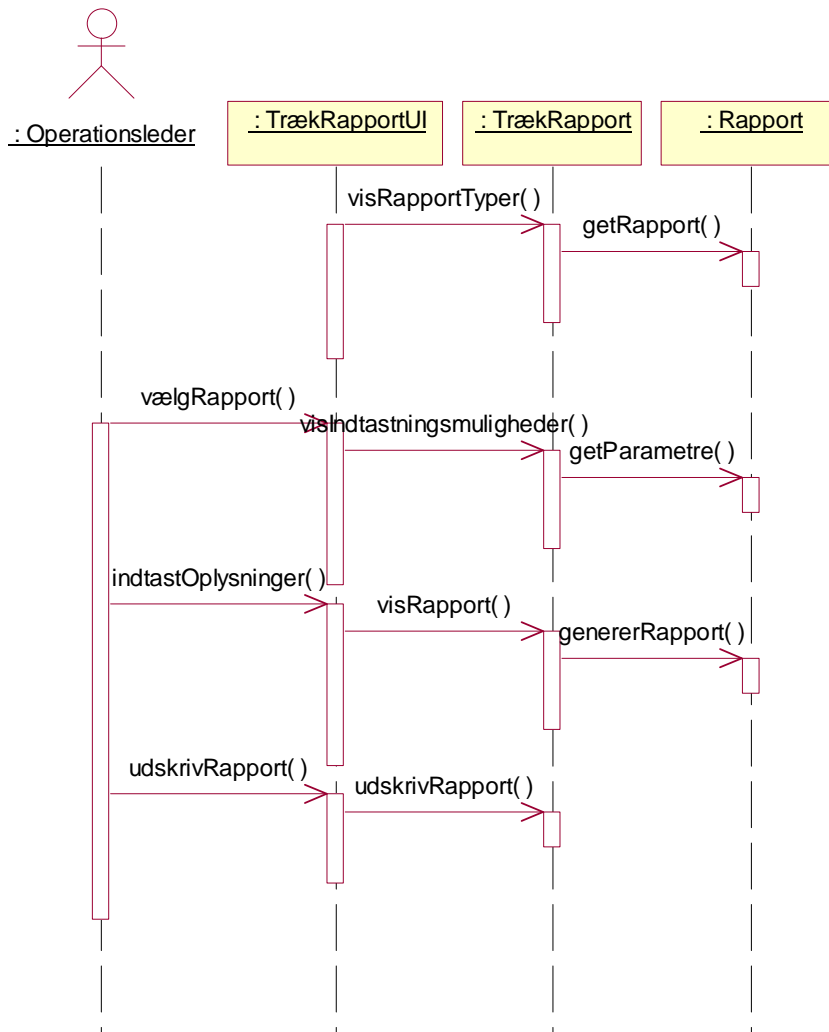 : Operationsleder
: TrækRapportUI
: TrækRapport
: Rapport
visRapportTyper( )
getRapport( )
vælgRapport( )
visIndtastningsmuligheder( )
getParametre( )
indtastOplysninger( )
visRapport( )
genererRapport( )
udskrivRapport( )
udskrivRapport( )